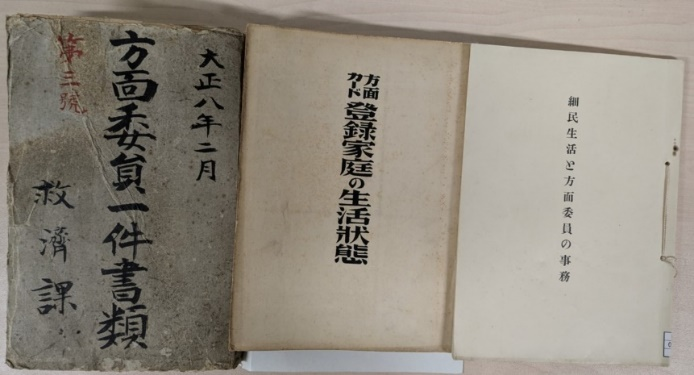 大正八年二月
方面委員一件書類
第三號
救濟課
方面
カード
登録家庭の生活狀態
細民生活と方面委員の事務